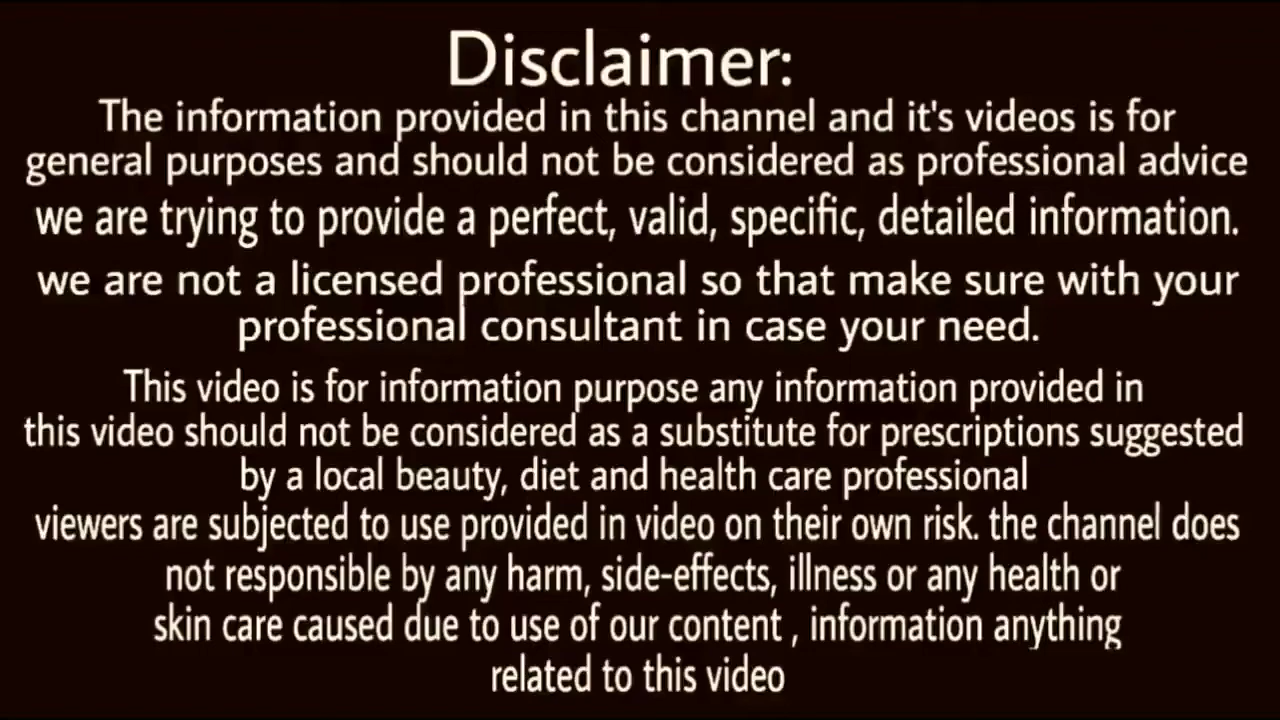 Disclaimer:
The information provided in this channel and it's videos is for
general purposes and should not be considered as professional advice
we are trying to provide a perfect, valid, specific, detailed information.
we are not a licensed professional so that make sure with your
professional consultant in case your need.
This video is for information purpose any information provided in
this video should not be considered as a substitute for prescriptions suggested
by a local beauty, diet and health care professional
viewers are subjected to use provided in video on their own risk. the channel does
not responsible by any harm, side-effects, illness or any health or
skin care caused due to use of our content , information anything
related to this video